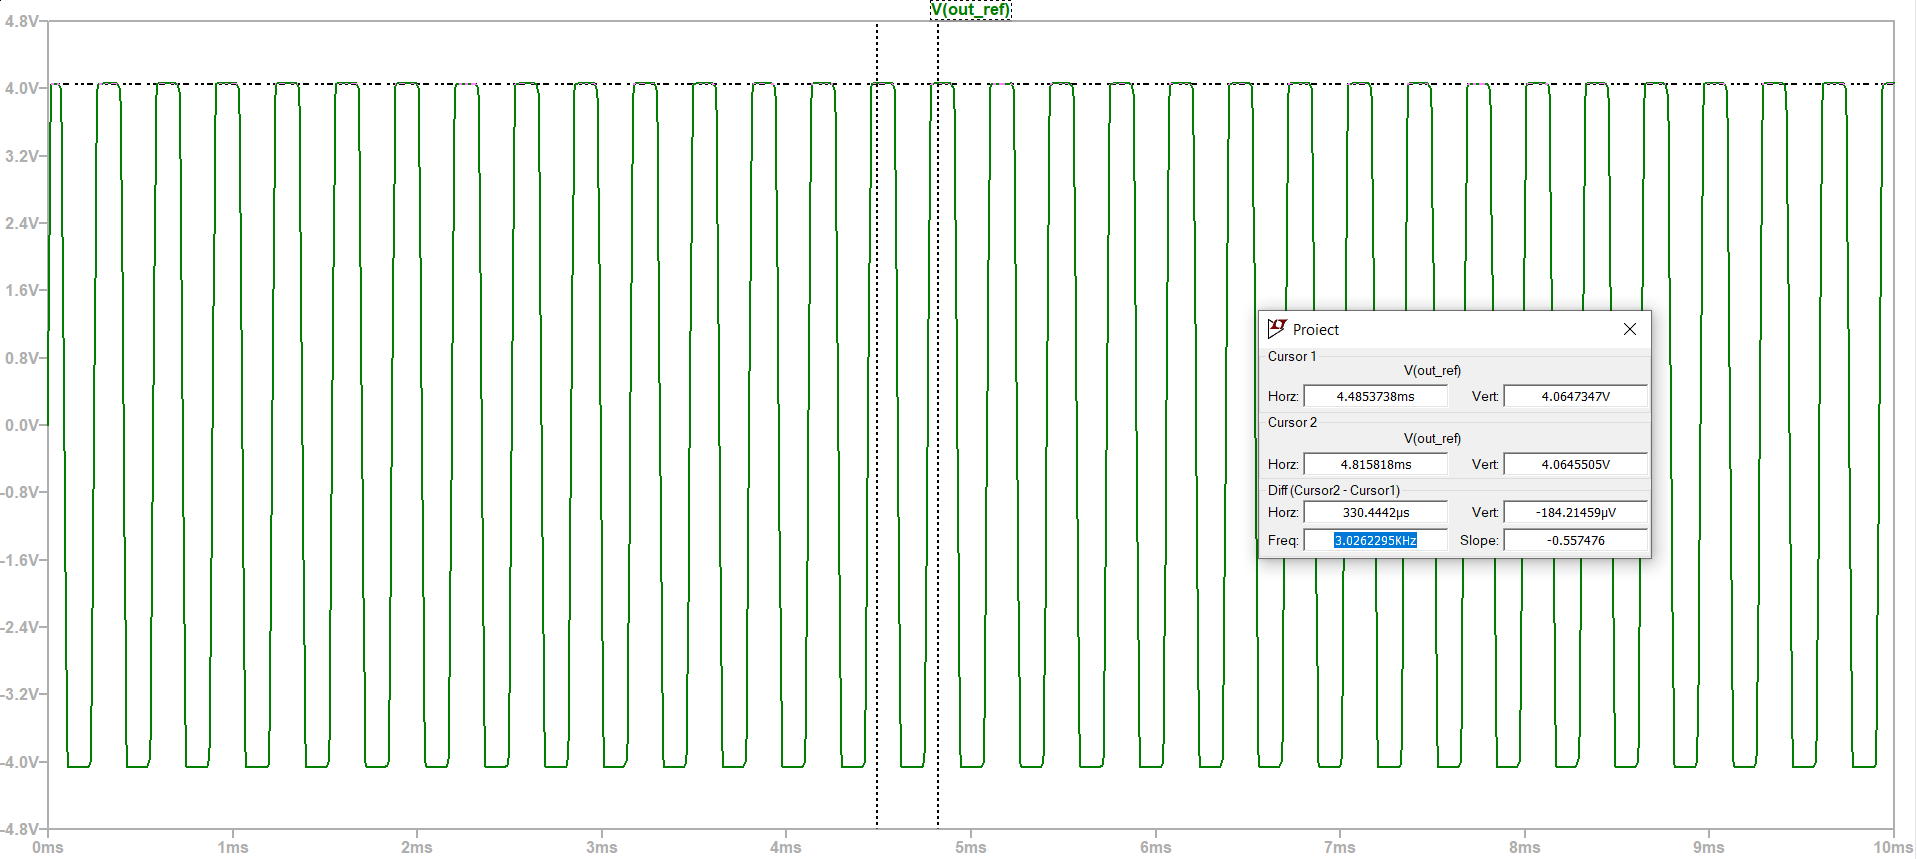 V(out_ref)
4.8V
4.0V
3.2V
2.4V
1.6V
0.8V
0.0V
-0.8V
-1.6V
-2.4V
-3.2V
-4.0V
-4.8V
0ms 1ms 2ms 3ms 4ms 5ms 6ms 7ms 8ms 9ms 10ms
Proiect
Cursor 1
V(out_ref)
Horz: 4.4853738ms Vert: 4.0647347V
Cursor 2
V(out_ref)
Horz: 4.815818ms Vert: 4.0645505V
Diff (Cursor2 - Cursor1)
Horz: 330.4442µs Vert: -184.21459µV
Freq: 3.0262295KHz Slope: -0.557476